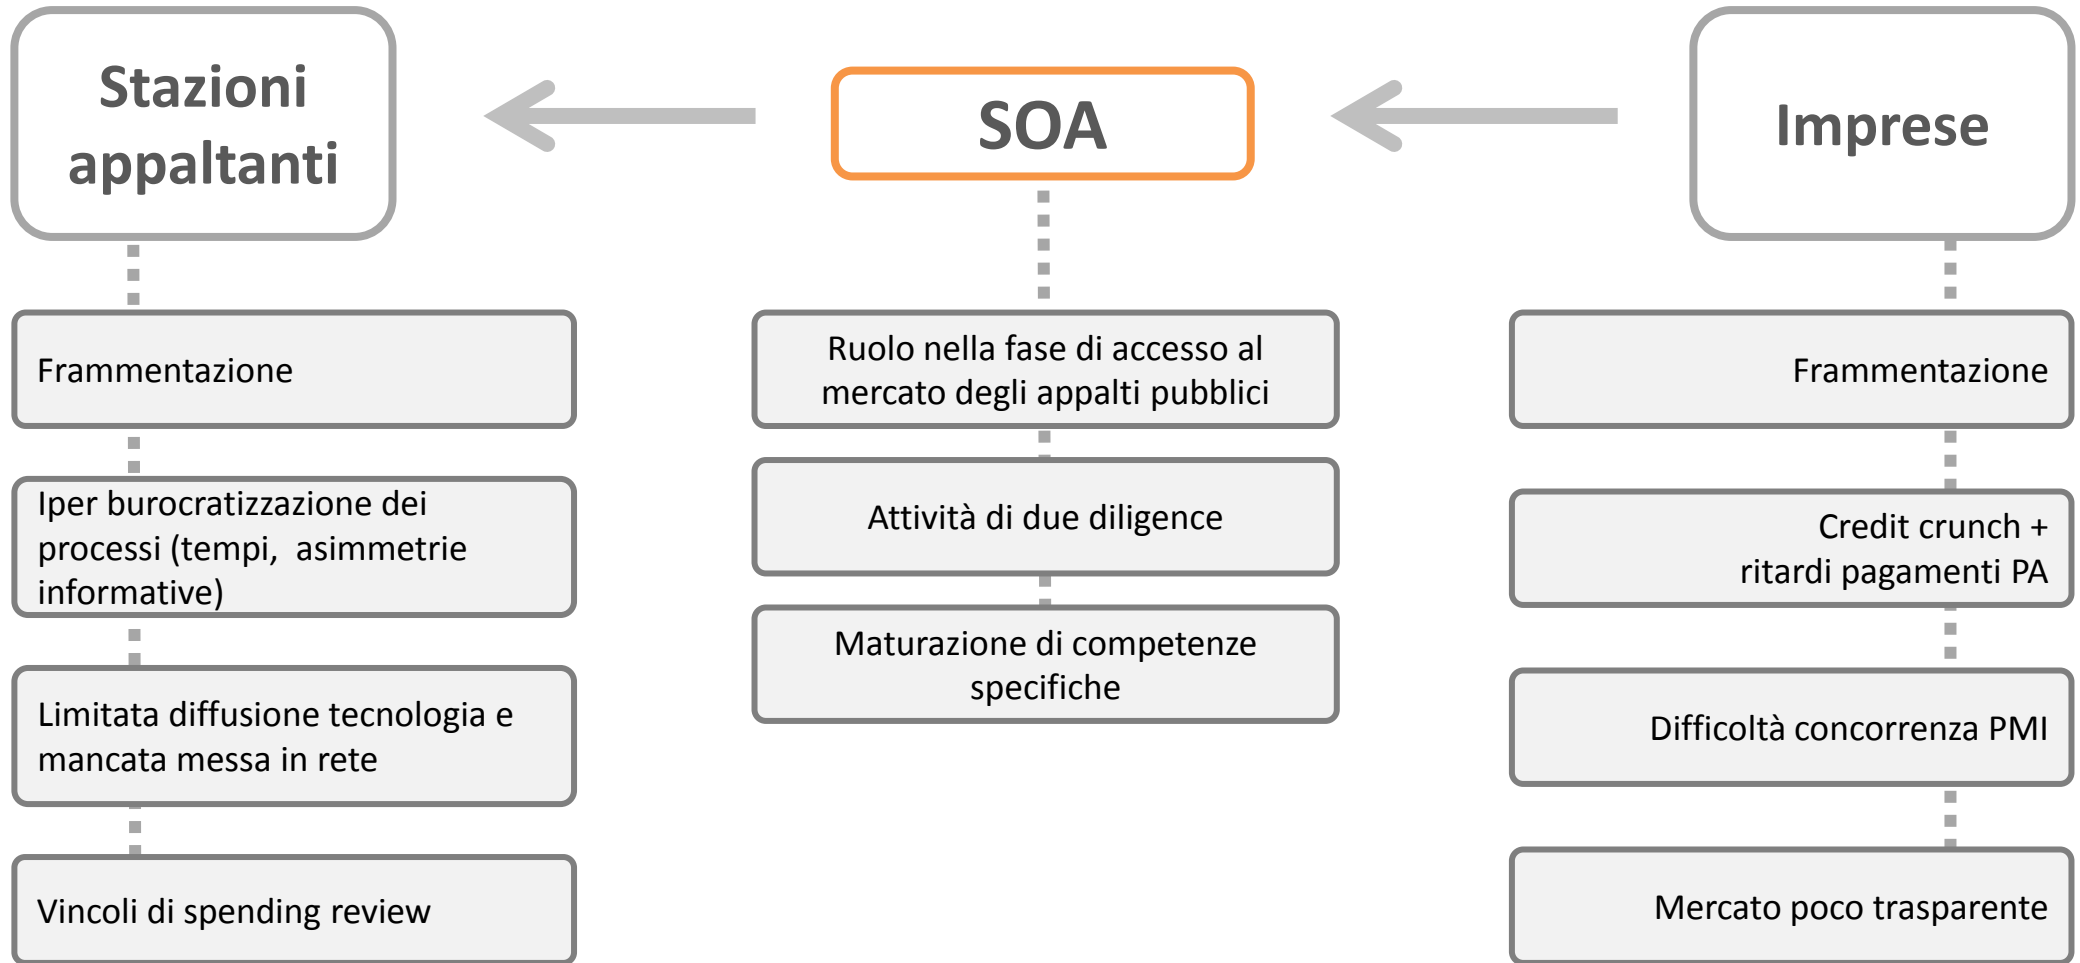 Stazioni
appaltanti
SOA
Imprese
Frammentazione
Iper burocratizzazione dei
processi (tempi,  asimmetrie
informative)
Limitata diffusione tecnologia e
mancata messa in rete
Vincoli di spending review
Ruolo nella fase di accesso al
mercato degli appalti pubblici
Attività di due diligence
Maturazione di competenze
specifiche
Frammentazione
Credit crunch +
ritardi pagamenti PA
Difficoltà concorrenza PMI
Mercato poco trasparente